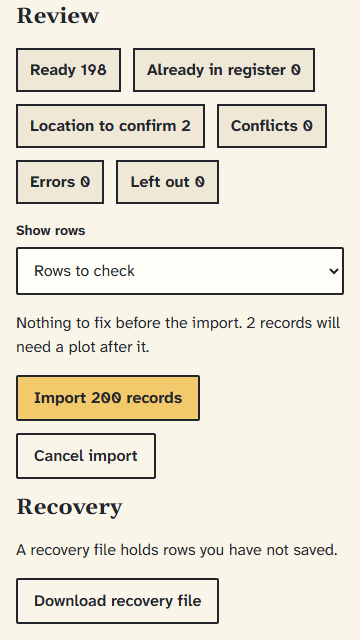 Review
Ready 198
Already in register 0
Location to confirm 2
Conflicts 0
Errors 0
Left out 0
Show rows
Rows to check
Nothing to fix before the import. 2 records will
need a plot after it.
Import 200 records
Cancel import
Recovery
A recovery file holds rows you have not saved.
Download recovery file